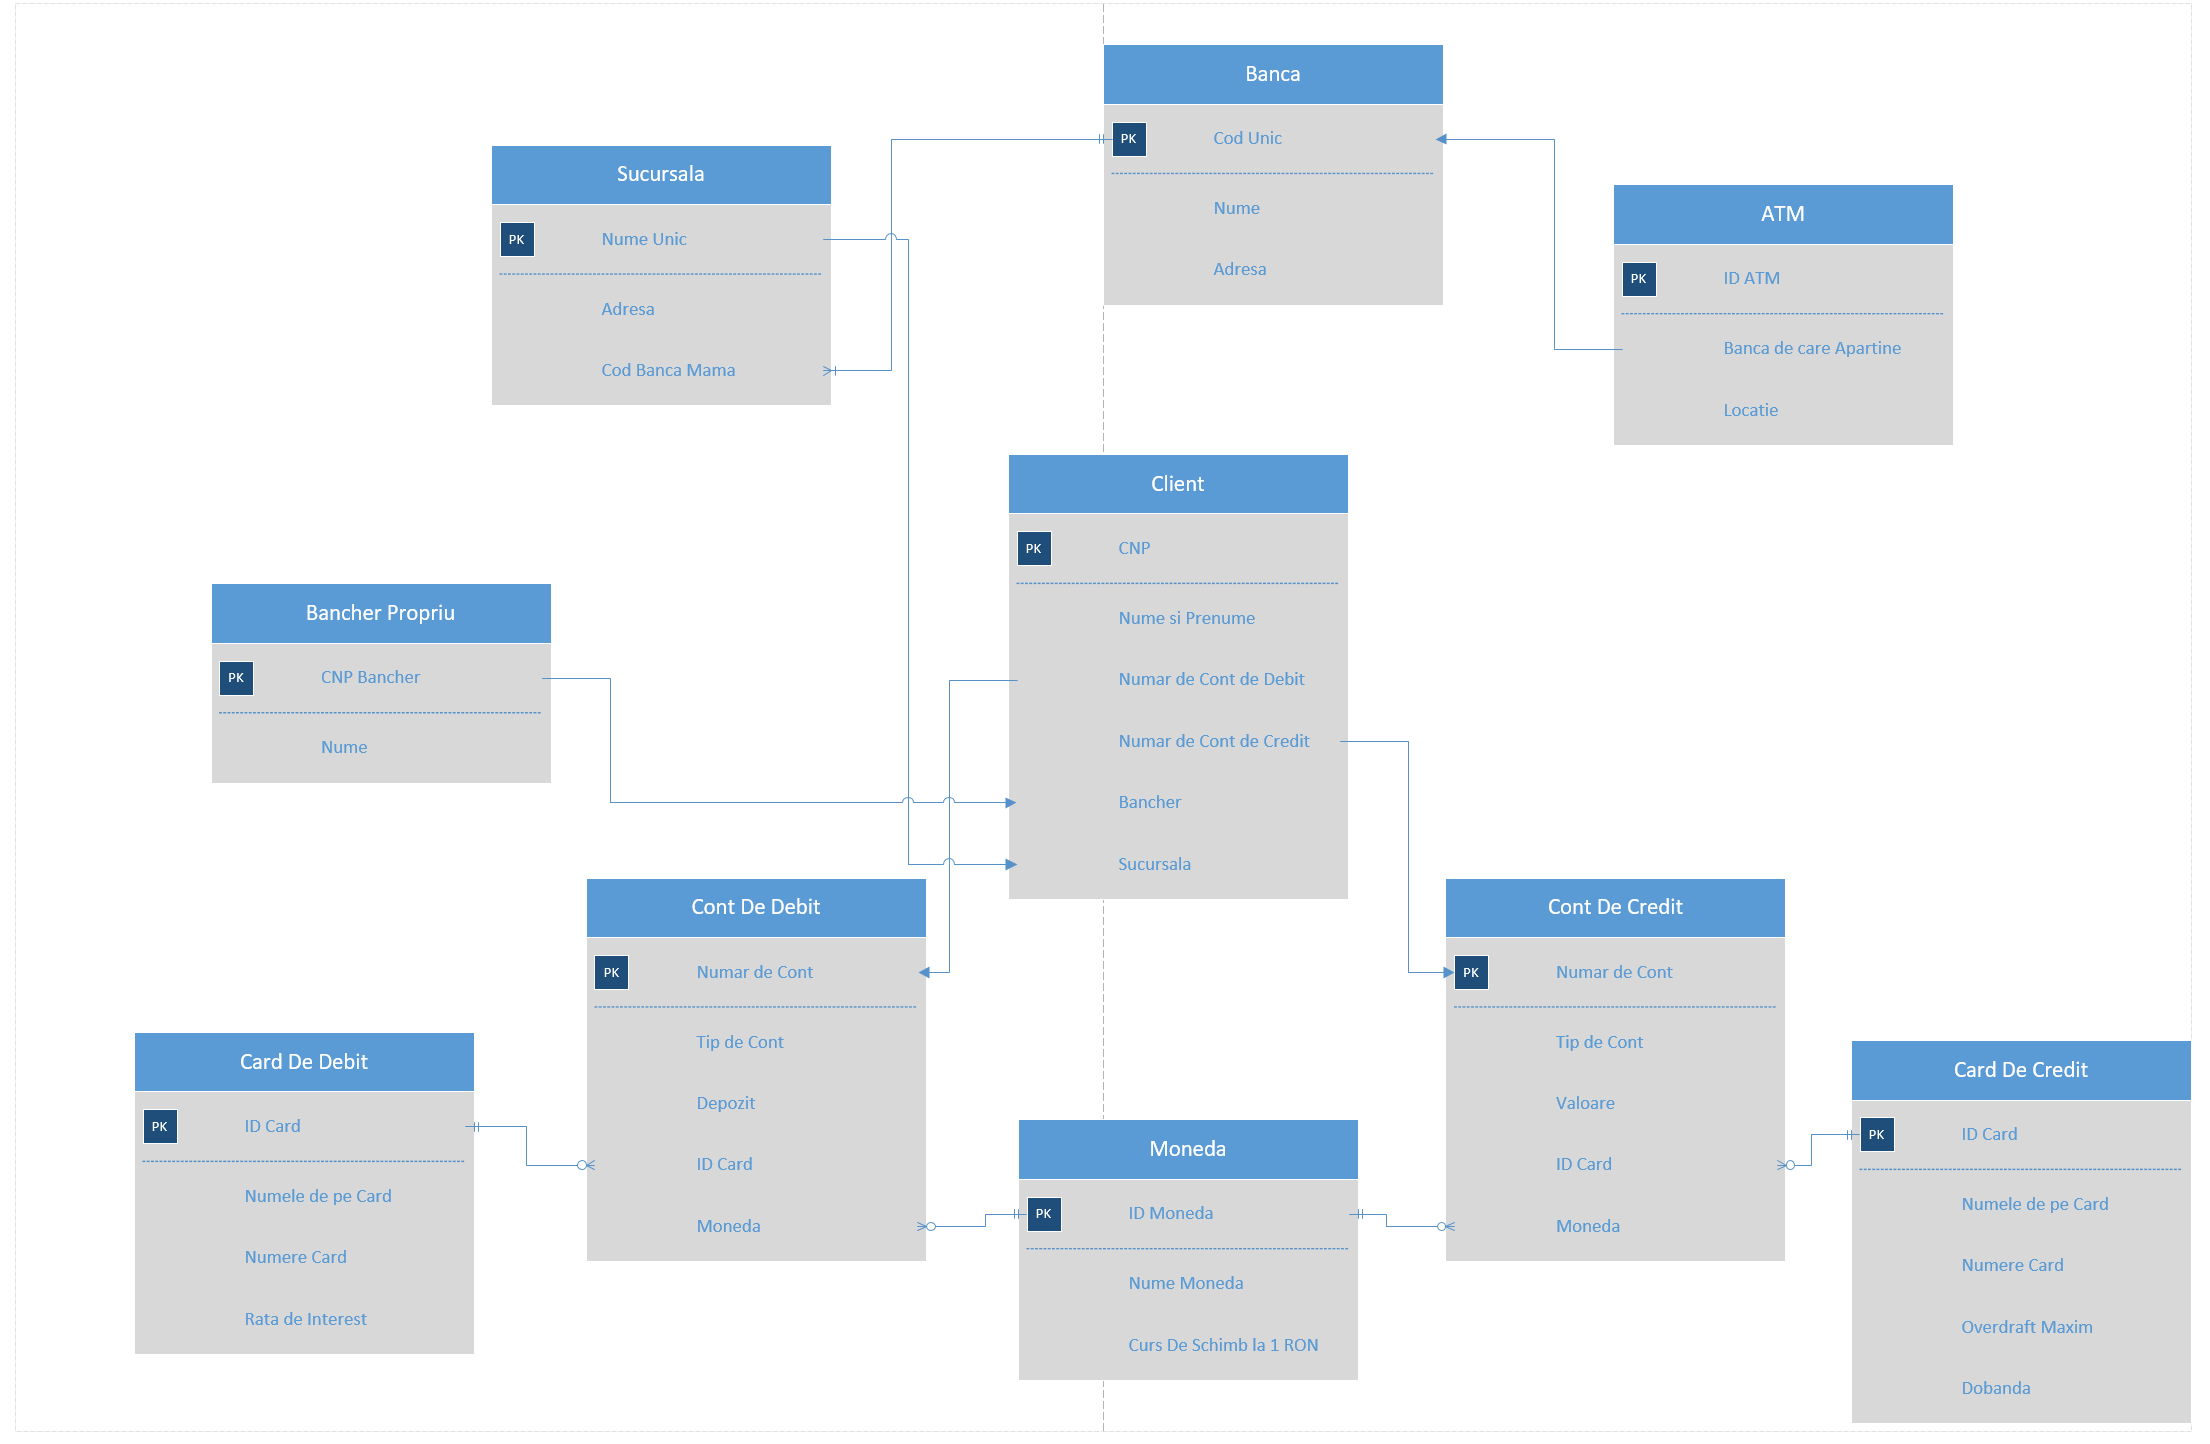 Banca
PK Cod Unic
Nume
Adresa
Sucursala
PK Nume Unic
Adresa
Cod Banca Mama
ATM
PK ID ATM
Banca de care Apartine
Locatie
Client
PK CNP
Nume si Prenume
Numar de Cont de Debit
Numar de Cont de Credit
Bancher
Sucursala
Bancher Propriu
PK CNP Bancher
Nume
Cont De Debit
PK Numar de Cont
Tip de Cont
Depozit
ID Card
Moneda
Cont De Credit
PK Numar de Cont
Tip de Cont
Valoare
ID Card
Moneda
Card De Debit
PK ID Card
Numele de pe Card
Numere Card
Rata de Interest
Moneda
PK ID Moneda
Nume Moneda
Curs De Schimb la 1 RON
Card De Credit
PK ID Card
Numele de pe Card
Numere Card
Overdraft Maxim
Dobanda